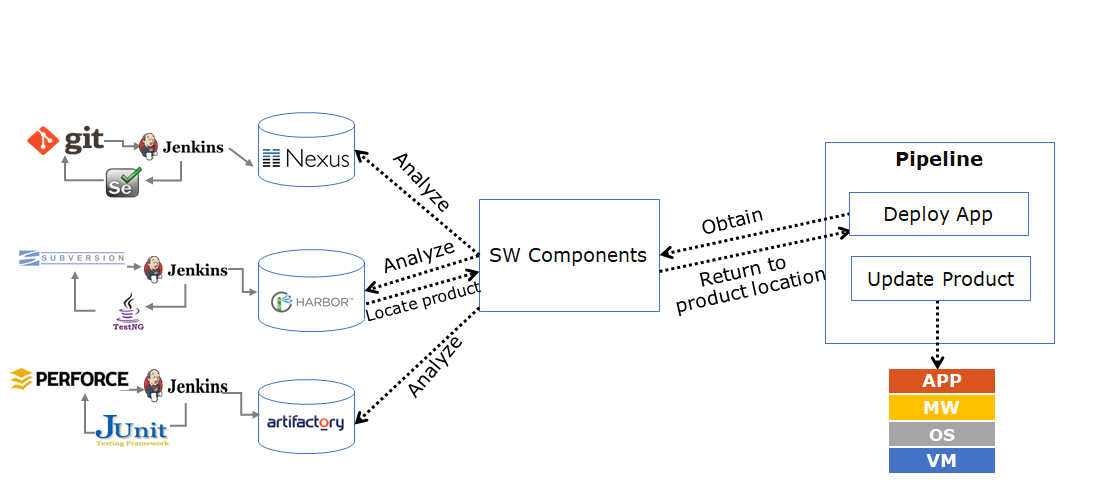 git
Jenkins
Se
Nexus
Analyze
SUBVERSION
Jenkins
TestNG
HARBOR™
Analyze
Locate product
PERFORCE
Jenkins
JUnit
Testing Framework
artifactory
Analyze
SW Components
Obtain
Return to
product location
Pipeline
Deploy App
Update Product
APP
MW
OS
VM